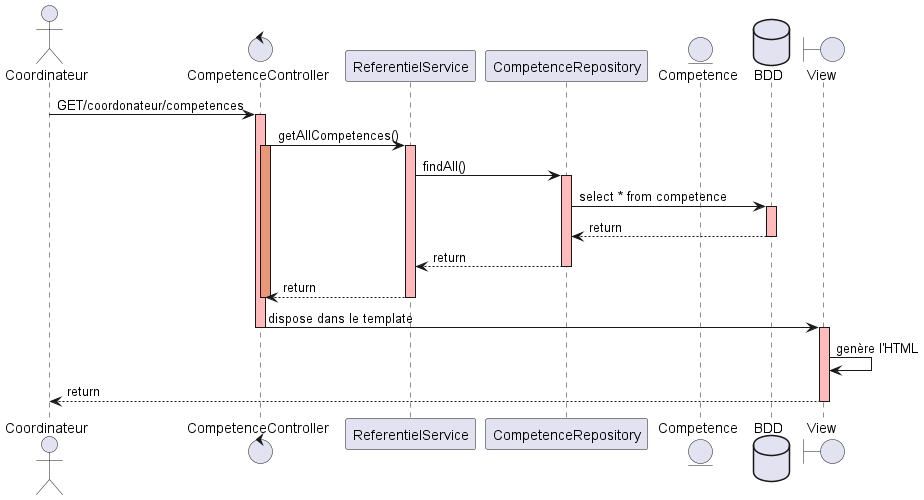 Coordinateur
CompetenceController
ReferentielService
CompetenceRepository
Competence
BDD
View
GET/coordonateur/competences
getAllCompetences()
findAll()
select * from competence
return
return
return
dispose dans le template
genère l'HTML
return
Coordinateur
CompetenceController
ReferentielService
CompetenceRepository
Competence
BDD
View